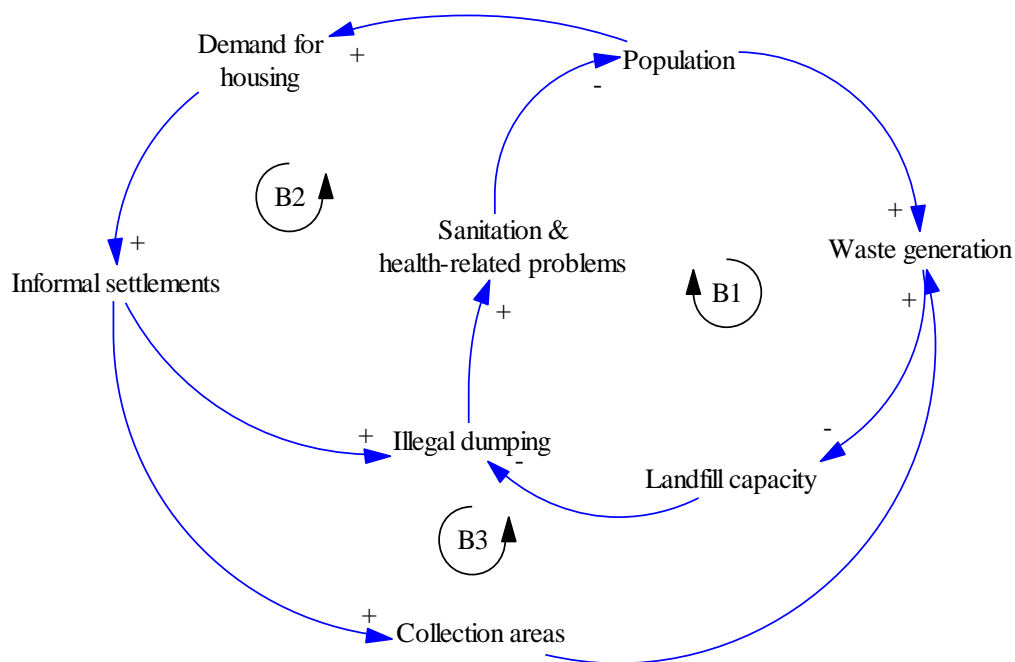 Demand for
housing
+
Population
-
B2
+
Sanitation &
health-related problems
+
Waste generation
Informal settlements
+
B1
+
+
Illegal dumping
-
-
Landfill capacity
B3
+
Collection areas